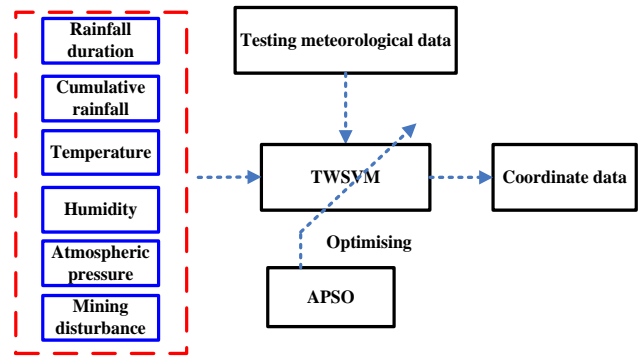 Rainfall
duration
Cumulative
rainfall
Temperature
Humidity
Atmospheric
pressure
Mining
disturbance
Testing meteorological data
TWSVM
Coordinate data
Optimising
APSO